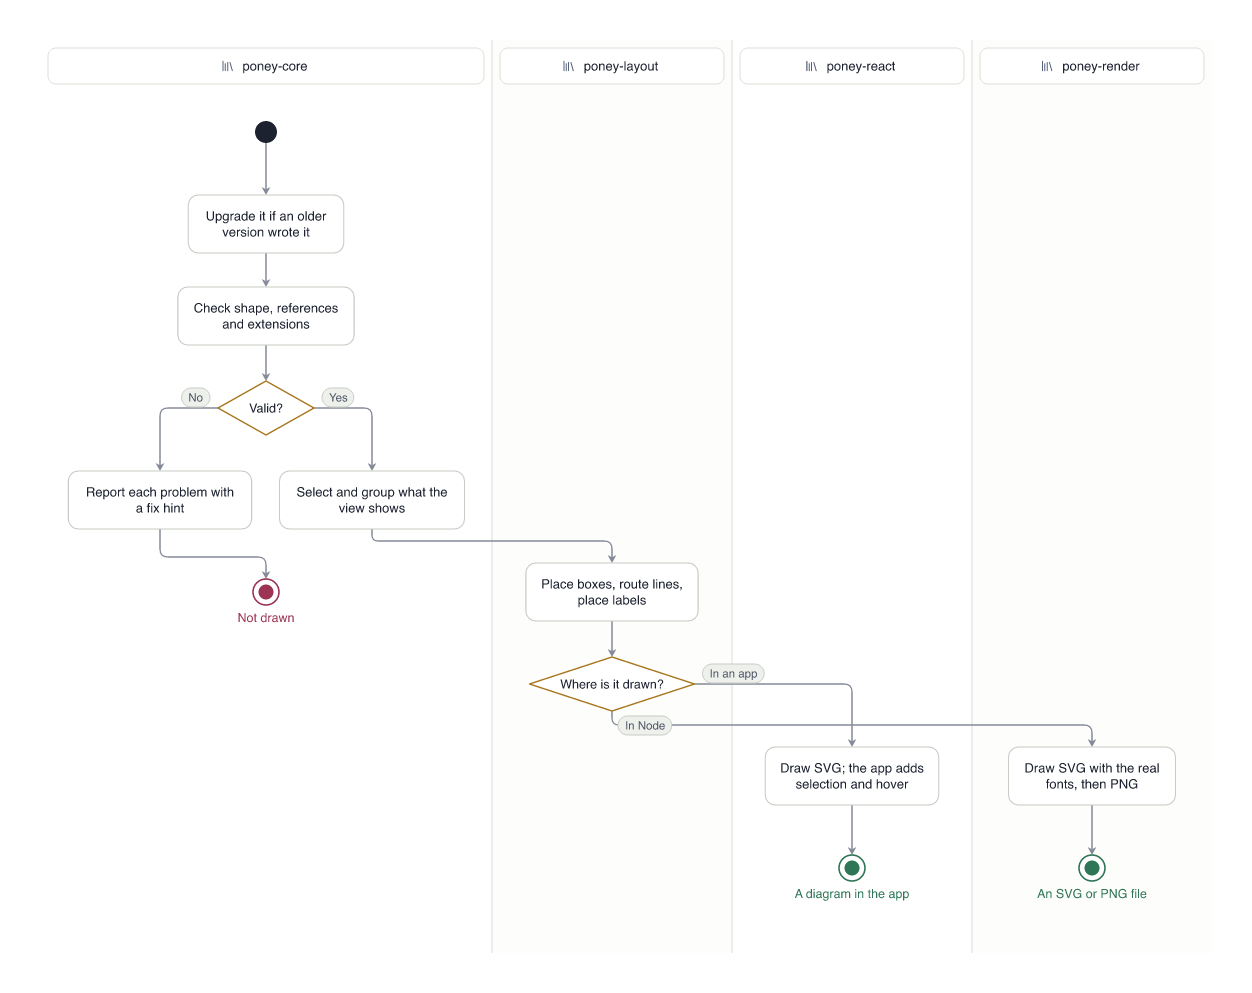 poney-core
poney-layout
poney-react
poney-render
Upgrade it if an older
version wrote it
Check shape, references
and extensions
No
Valid?
Yes
Report each problem with
a fix hint
Select and group what the
view shows
Not drawn
Place boxes, route lines,
place labels
Where is it drawn?
In an app
In Node
Draw SVG; the app adds
selection and hover
Draw SVG with the real
fonts, then PNG
A diagram in the app
An SVG or PNG file